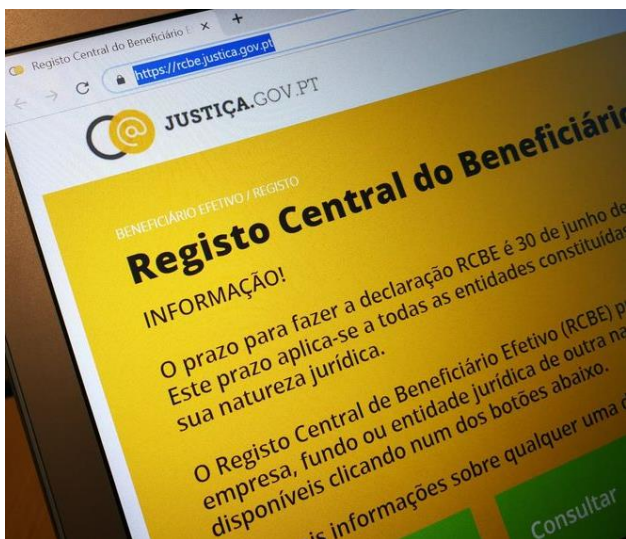 Registo Central do Beneficiário E
https://rcbe.justica.gov.pt
JUSTIÇA.GOV.PT
BENEFICIÁRIO EFETIVO / REGISTO
Registo Central do Beneficiário
INFORMAÇÃO!
O prazo para fazer a declaração RCBE é 30 de junho de
Este prazo aplica-se a todas as entidades constituídas
sua natureza jurídica.
O Registo Central de Beneficiário Efetivo (RCBE) p
empresa, fundo ou entidade jurídica de outra na
disponíveis clicando num dos botões abaixo.
is informações sobre qualquer uma d
Consultar